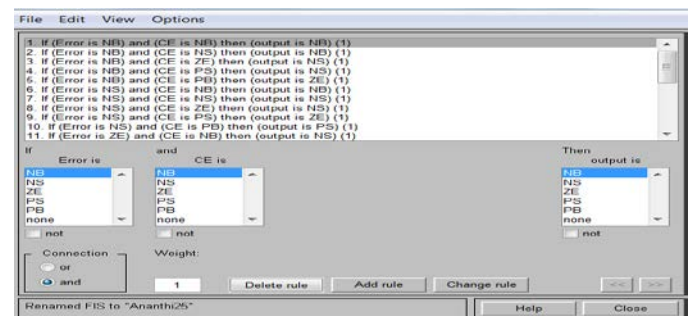 File Edit View Options
1. If (Error is NB) and (CE is NB) then (output is NB) (1)
2. If (Error is NB) and (CE is NS) then (output is NB) (1)
3. If (Error is NB) and (CE is ZE) then (output is NS) (1)
4. If (Error is NB) and (CE is PS) then (output is NS) (1)
5. If (Error is NB) and (CE is PB) then (output is ZE) (1)
6. If (Error is NS) and (CE is NB) then (output is NB) (1)
7. If (Error is NS) and (CE is NS) then (output is NS) (1)
8. If (Error is NS) and (CE is ZE) then (output is NS) (1)
9. If (Error is NS) and (CE is PS) then (output is ZE) (1)
10. If (Error is NS) and (CE is PB) then (output is PS) (1)
11. If (Error is ZE) and (CE is NB) then (output is NS) (1)
If and Then
Error is CE is output is
NB NB NB
NS NS NS
ZE ZE ZE
PS PS PS
PB PB PB
none none none
not not not
Connection Weight:
or
and 1 Delete rule Add rule Change rule << >>
Renamed FIS to "Ananthi25" Help Close